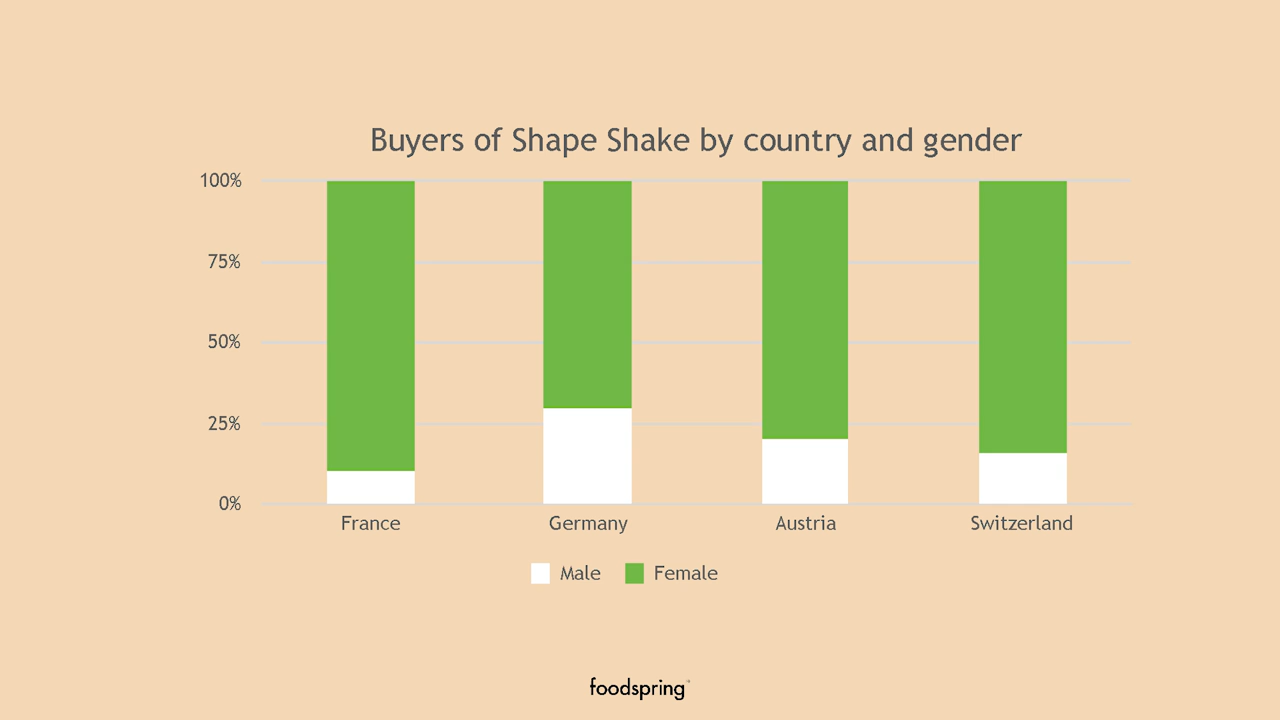 Buyers of Shape Shake by country and gender
100%
75%
50%
25%
0%
France Germany Austria Switzerland
Male Female
foodspring